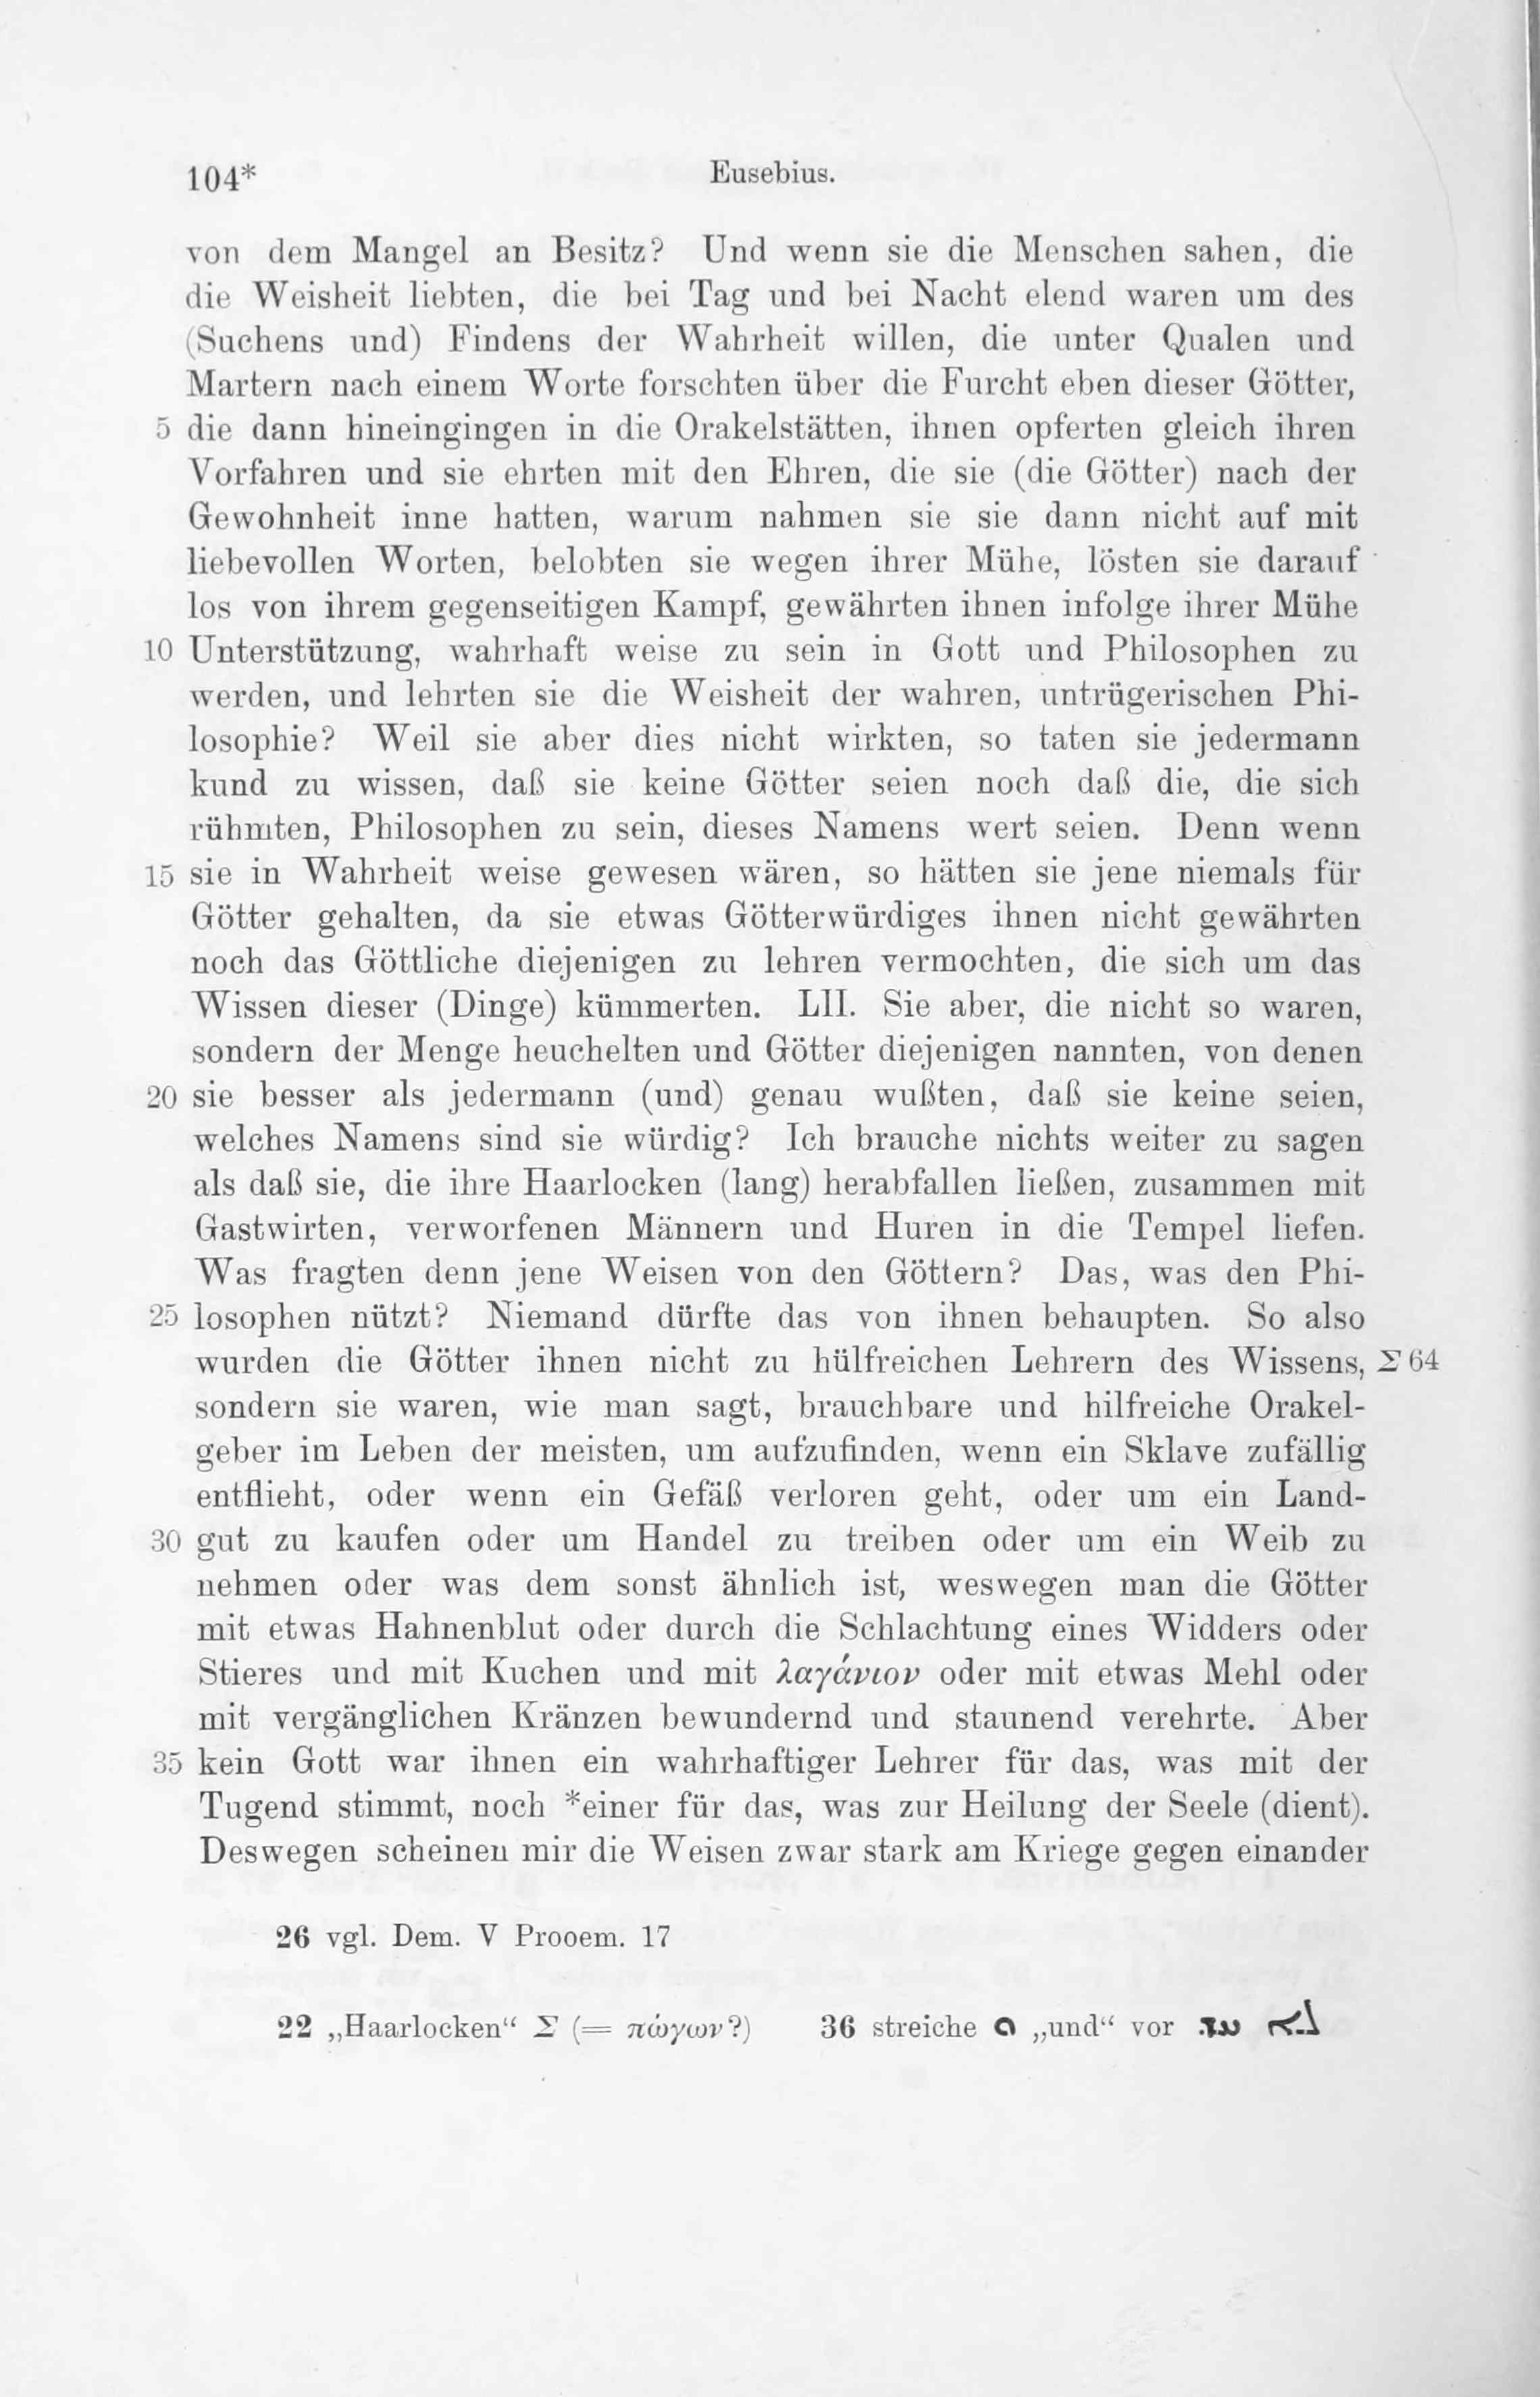 104*
Eusebius.
von dem Mangel an Besitz? Und wenn sie die Menschen sahen, die
die Weisheit liebten, die bei Tag und bei Nacht elend waren um des
(Suchens und) Findens der Wahrheit willen, die unter Qualen und
Martern nach einem Worte forschten über die Furcht eben dieser Götter,
5 die dann hineingingen in die Orakelstätten, ihnen opferten gleich ihren
Vorfahren und sie ehrten mit den Ehren, die sie (die Götter) nach der
Gewohnheit inne hatten, warum nahmen sie sie dann nicht auf mit
liebevollen Worten, belobten sie wegen ihrer Mühe, lösten sie darauf
los von ihrem gegenseitigen Kampf, gewährten ihnen infolge ihrer Mühe
10 Unterstützung, wahrhaft weise zu sein in Gott und Philosophen zu
werden, und lehrten sie die Weisheit der wahren, untrügerischen Phi-
losophie? Weil sie aber dies nicht wirkten, so taten sie jedermann
kund zu wissen, daß sie keine Götter seien noch daß die, die sich
rühmten, Philosophen zu sein, dieses Namens wert seien. Denn wenn
15 sie in Wahrheit weise gewesen wären, so hätten sie jene niemals für
Götter gehalten, da sie etwas Götterwürdiges ihnen nicht gewährten
noch das Göttliche diejenigen zu lehren vermochten, die sich um das
Wissen dieser (Dinge) kümmerten. LII. Sie aber, die nicht so waren,
sondern der Menge heuchelten und Götter diejenigen nannten, von denen
20 sie besser als jedermann (und) genau wußten, daß sie keine seien,
welches Namens sind sie würdig? Ich brauche nichts weiter zu sagen
als daß sie, die ihre Haarlocken (lang) herabfallen ließen, zusammen mit
Gastwirten, verworfenen Männern und Huren in die Tempel liefen.
Was fragten denn jene Weisen von den Göttern? Das, was den Phi-
25 losophen nützt? Niemand dürfte das von ihnen behaupten. So also
wurden die Götter ihnen nicht zu hülfreichen Lehrern des Wissens, Σ 64
sondern sie waren, wie man sagt, brauchbare und hilfreiche Orakel-
geber im Leben der meisten, um aufzufinden, wenn ein Sklave zufällig
entflieht, oder wenn ein Gefäß verloren geht, oder um ein Land-
30 gut zu kaufen oder um Handel zu treiben oder um ein Weib zu
nehmen oder was dem sonst ähnlich ist, weswegen man die Götter
mit etwas Hahnenblut oder durch die Schlachtung eines Widders oder
Stieres und mit Kuchen und mit λαγάνιον oder mit etwas Mehl oder
mit vergänglichen Kränzen bewundernd und staunend verehrte. Aber
35 kein Gott war ihnen ein wahrhaftiger Lehrer für das, was mit der
Tugend stimmt, noch *einer für das, was zur Heilung der Seele (dient).
Deswegen scheinen mir die Weisen zwar stark am Kriege gegen einander
26 vgl. Dem. V Prooem. 17
22 „Haarlocken“ Σ (= πώγων?) 36 streiche ܘ „und“ vor